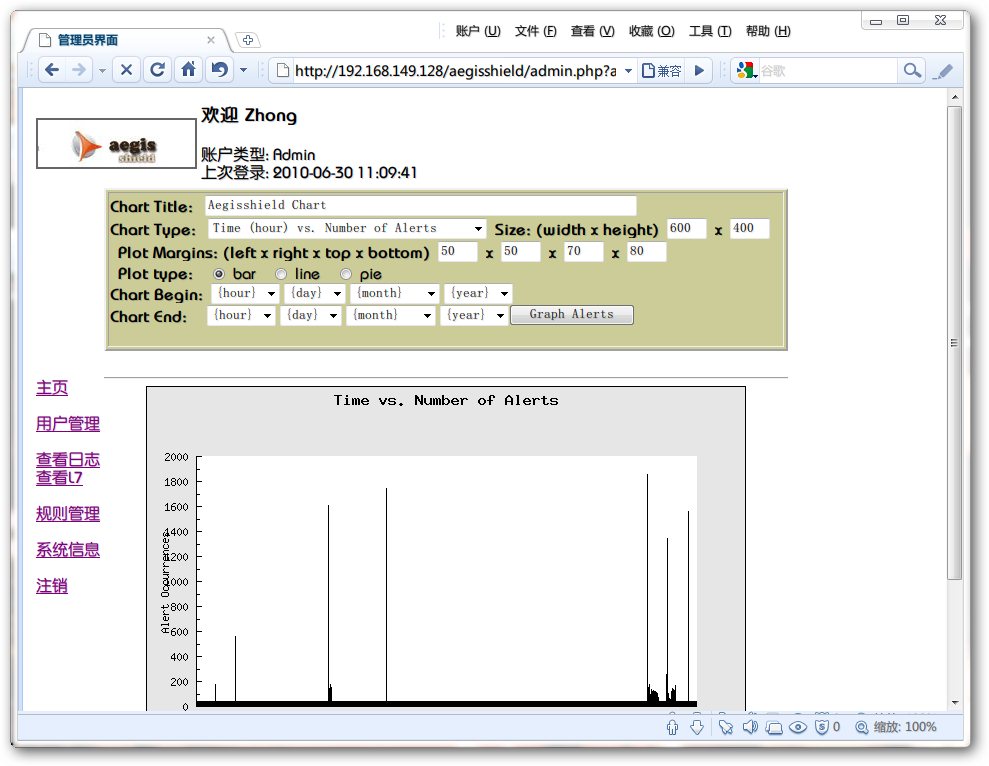 账户 (U) 文件 (F) 查看 (V) 收藏 (O) 工具 (T) 帮助 (H)
管理员界面
http://192.168.149.128/aegisshield/admin.php?a 兼容 谷歌
欢迎 Zhong
aegis
shield
账户类型: Admin
上次登录: 2010-06-30 11:09:41
Chart Title: Aegisshield Chart
Chart Type: Time (hour) vs. Number of Alerts Size: (width x height) 600 x 400
Plot Margins: (left x right x top x bottom) 50 x 50 x 70 x 80
Plot type: bar line pie
Chart Begin: {hour} {day} {month} {year}
Chart End: {hour} {day} {month} {year} Graph Alerts
主页
用户管理
查看日志
查看L7
规则管理
系统信息
注销
Time vs. Number of Alerts
Alert Occurrences
2000
1800
1600
1400
1200
1000
800
600
400
200
0
0 缩放: 100%